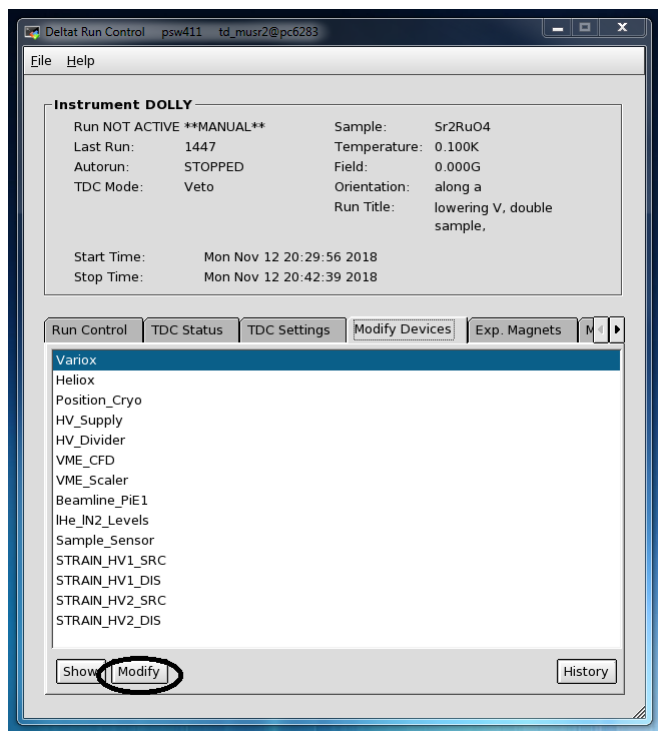 Deltat Run Control psw411 td_musr2@pc6283
File Help
Instrument DOLLY
Run NOT ACTIVE **MANUAL** Sample: Sr2RuO4
Last Run: 1447 Temperature: 0.100K
Autorun: STOPPED Field: 0.000G
TDC Mode: Veto Orientation: along a
Run Title: lowering V, double
sample,
Start Time: Mon Nov 12 20:29:56 2018
Stop Time: Mon Nov 12 20:42:39 2018
Run Control TDC Status TDC Settings Modify Devices Exp. Magnets
Variox
Heliox
Position_Cryo
HV_Supply
HV_Divider
VME_CFD
VME_Scaler
Beamline_PiE1
lHe_lN2_Levels
Sample_Sensor
STRAIN_HV1_SRC
STRAIN_HV1_DIS
STRAIN_HV2_SRC
STRAIN_HV2_DIS
Show Modify History